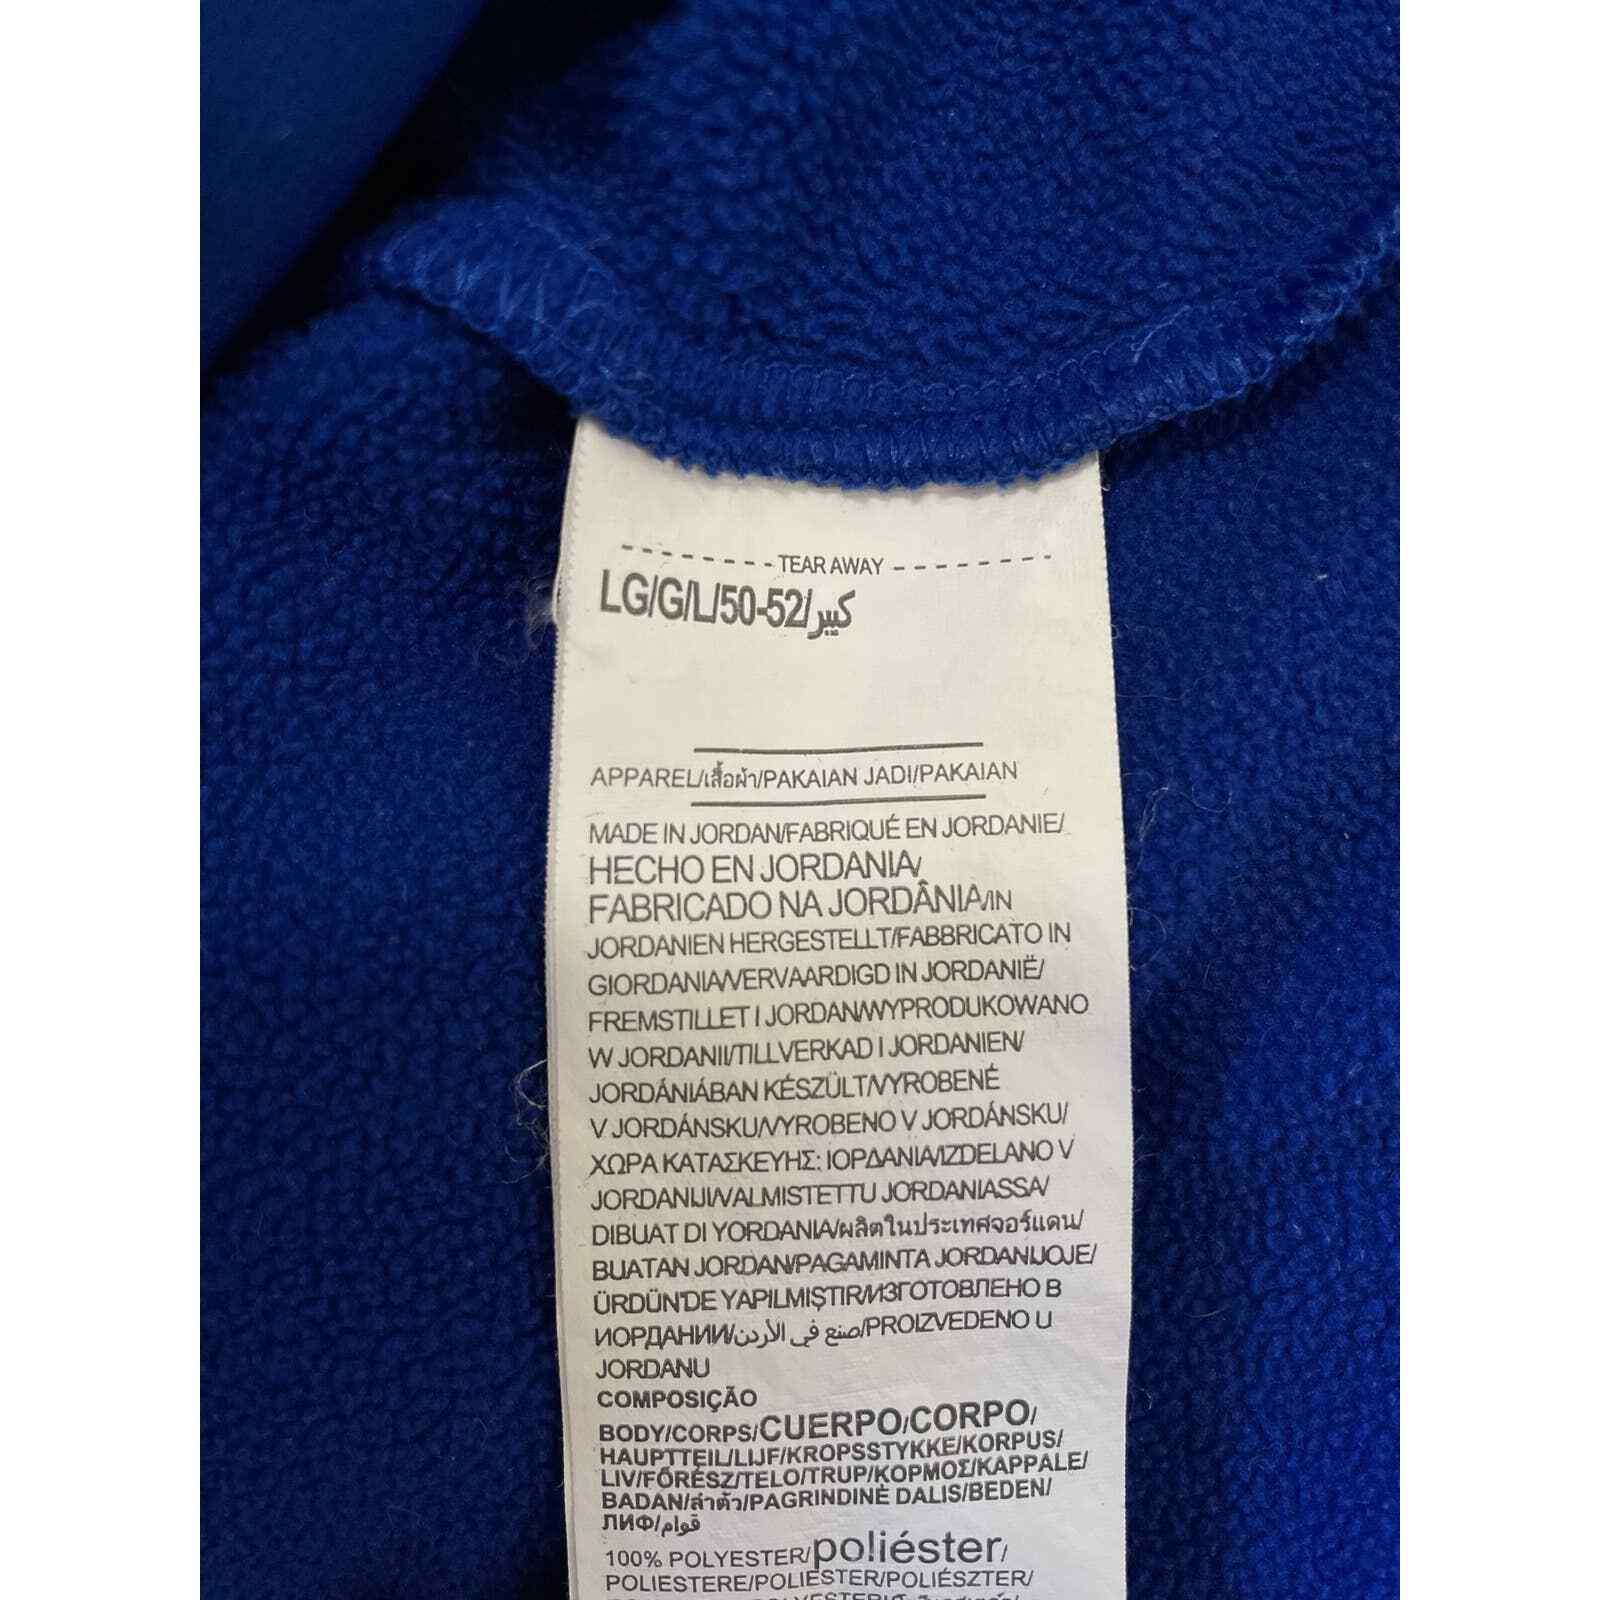 TEAR AWAY
LG/G/L/50-52/كبير
APPAREL/เสื้อผ้า/PAKAIAN JADI/PAKAIAN
MADE IN JORDAN/FABRIQUÉ EN JORDANIE/
HECHO EN JORDANIA/
FABRICADO NA JORDÂNIA/IN
JORDANIEN HERGESTELLT/FABBRICATO IN
GIORDANIA/VERVAARDIGD IN JORDANIË/
FREMSTILLET I JORDAN/WYPRODUKOWANO
W JORDANII/TILLVERKAD I JORDANIEN/
JORDÁNIÁBAN KÉSZÜLT/VYROBENÉ
V JORDÁNSKU/VYROBENO V JORDÁNSKU/
ΧΩΡΑ ΚΑΤΑΣΚΕΥΗΣ: ΙΟΡΔΑΝΙΑ/IZDELANO V
JORDANIJI/VALMISTETTU JORDANIASSA/
DIBUAT DI YORDANIA/ผลิตในประเทศจอร์แดน/
BUATAN JORDAN/PAGAMINTA JORDANIJOJE/
ÜRDÜN'DE YAPILMIŞTIR/ИЗГОТОВЛЕНО В
ИОРДАНИИ/صنع في الأردن/PROIZVEDENO U
JORDANU
COMPOSIÇÃO
BODY/CORPS/CUERPO/CORPO/
HAUPTTEIL/LIJF/KROPSSTYKKE/KORPUS/
LIV/FŐRÉSZ/TELO/TRUP/ΚΟΡΜΟΣ/KAPPALE/
BADAN/ลำตัว/PAGRINDINĖ DALIS/BEDEN/
ЛИФ/قوام/
100% POLYESTER/poliéster/
POLIESTERE/POLIESTER/POLIÉSZTER/